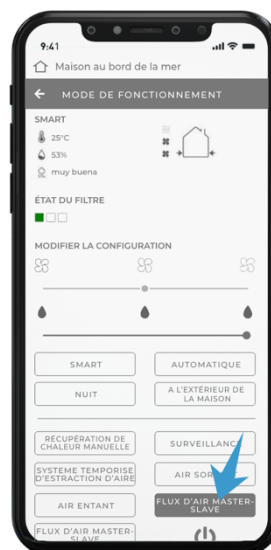 9:41
Maison au bord de la mer
MODE DE FONCTIONNEMENT
SMART
25°C
53%
muy buena
ÉTAT DU FILTRE
MODIFIER LA CONFIGURATION
SMART
AUTOMATIQUE
NUIT
A L'EXTÉRIEUR DE
LA MAISON
RÉCUPÉRATION DE
CHALEUR MANUELLE
SURVEILLANC
SYSTEME TEMPORISE
D'ESTRACTION D'AIRE
AIR SOR
AIR ENTANT
FLUX D'AIR MASTER-
SLAVE
FLUX D'AIR MASTER-
SLAVE